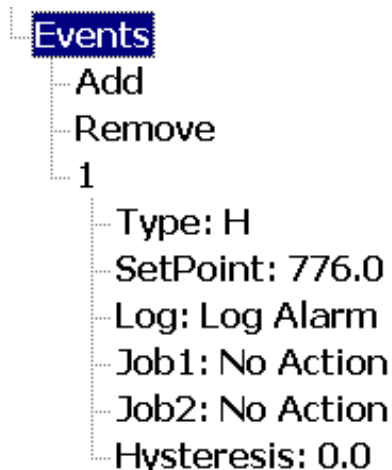 Events
Add
Remove
1
Type: H
SetPoint: 776.0
Log: Log Alarm
Job1: No Action
Job2: No Action
Hysteresis: 0.0